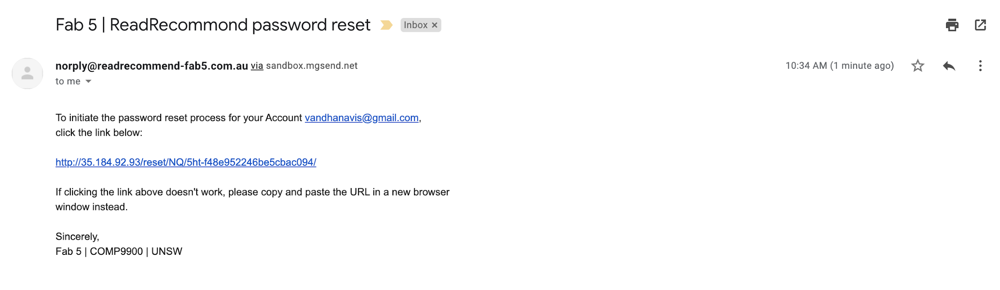 Fab 5 | ReadRecommond password reset Inbox ×
norply@readrecommend-fab5.com.au via sandbox.mgsend.net 10:34 AM (1 minute ago)
to me
To initiate the password reset process for your Account vandhanavis@gmail.com,
click the link below:
http://35.184.92.93/reset/NQ/5ht-f48e952246be5cbac094/
If clicking the link above doesn't work, please copy and paste the URL in a new browser
window instead.
Sincerely,
Fab 5 | COMP9900 | UNSW